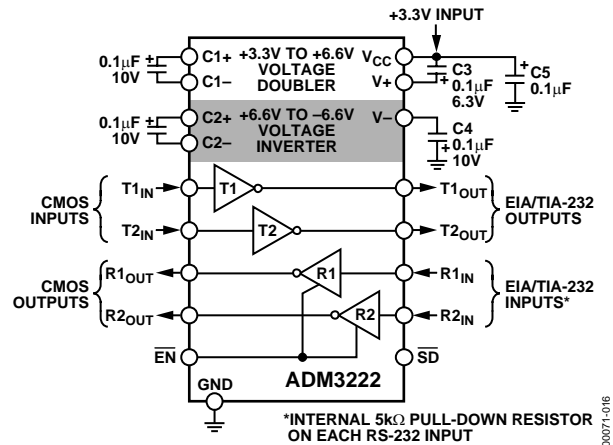 +3.3V INPUT
0.1µF
10V
+
C1+
C1–
+3.3V TO +6.6V
VOLTAGE
DOUBLER
VCC
V+
+
C3
0.1µF
6.3V
+
C5
0.1µF
0.1µF
10V
+
C2+
C2–
+6.6V TO –6.6V
VOLTAGE
INVERTER
V–
+
C4
0.1µF
10V
CMOS
INPUTS
T1IN
T2IN
T1
T2
T1OUT
T2OUT
EIA/TIA-232
OUTPUTS
CMOS
OUTPUTS
R1OUT
R2OUT
R1
R2
R1IN
R2IN
EIA/TIA-232
INPUTS*
EN
SD
GND
ADM3222
*INTERNAL 5kΩ PULL-DOWN RESISTOR
ON EACH RS-232 INPUT
00071-016